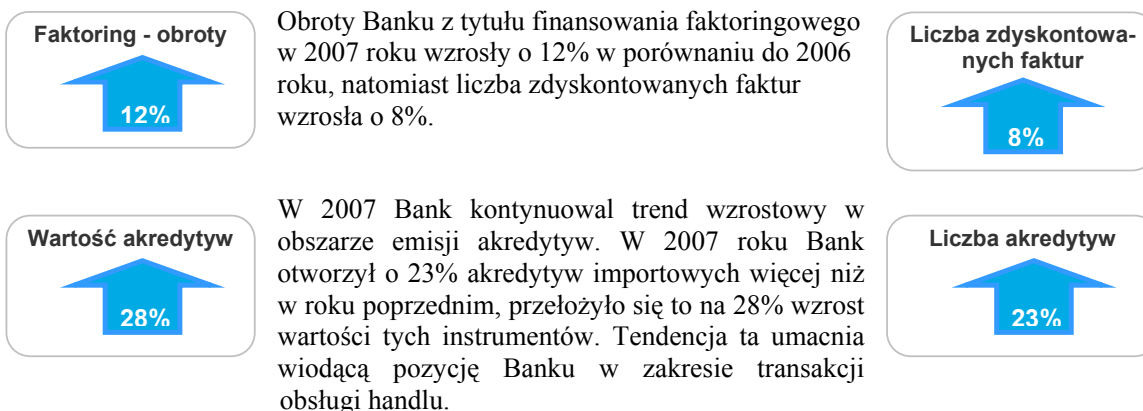 Faktoring - obroty
12%
Obroty Banku z tytułu finansowania faktoringowego
w 2007 roku wzrosły o 12% w porównaniu do 2006
roku, natomiast liczba zdyskontowanych faktur
wzrosła o 8%.
Liczba zdyskontowa-
nych faktur
8%
Wartość akredytyw
28%
W 2007 Bank kontynuowal trend wzrostowy w
obszarze emisji akredytyw. W 2007 roku Bank
otworzył o 23% akredytyw importowych więcej niż
w roku poprzednim, przełożyło się to na 28% wzrost
wartości tych instrumentów. Tendencja ta umacnia
wiodącą pozycję Banku w zakresie transakcji
obsługi handlu.
Liczba akredytyw
23%